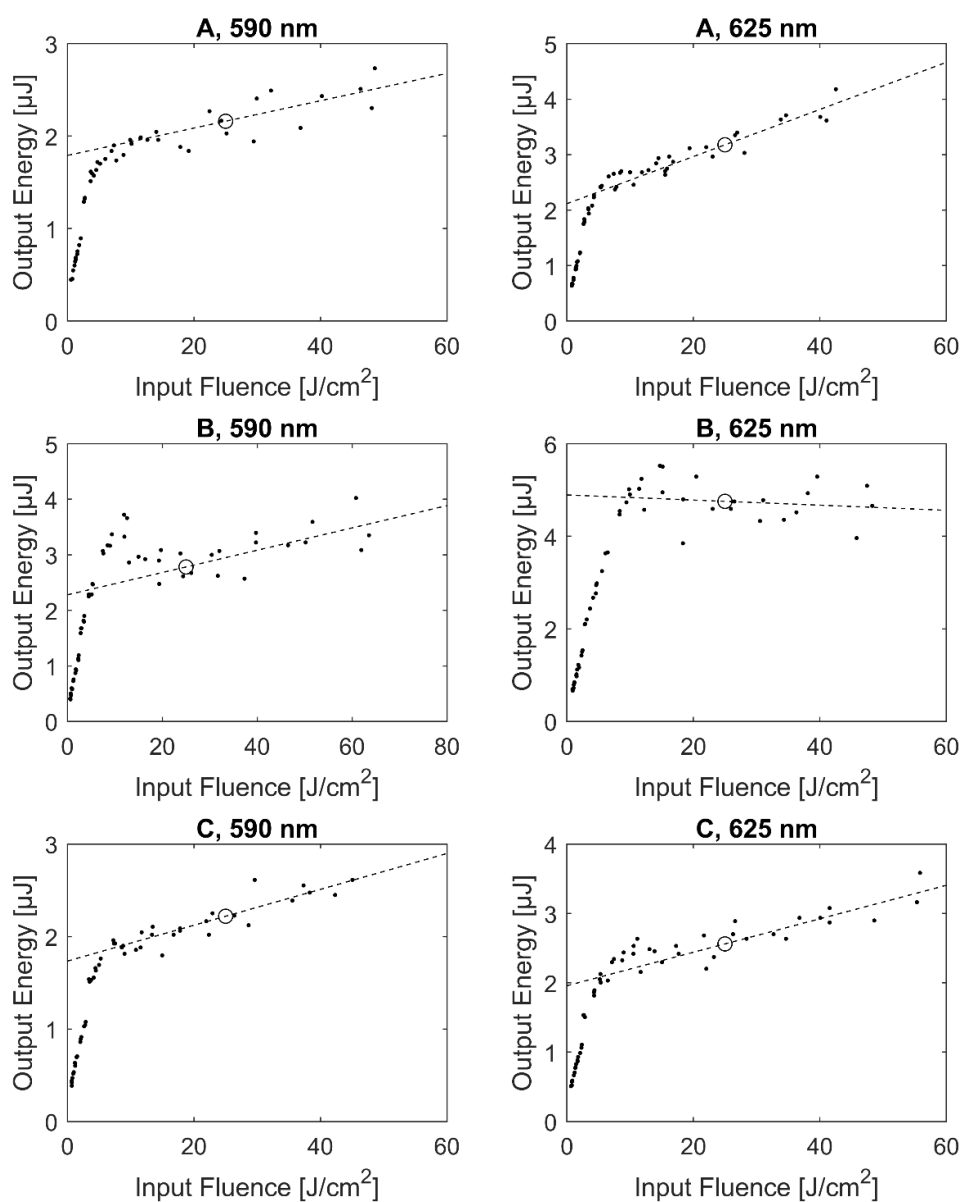 A, 590 nm
3
2
1
0
Output Energy [µJ]
0 20 40 60
Input Fluence [J/cm²]
A, 625 nm
5
4
3
2
1
0
Output Energy [µJ]
0 20 40 60
Input Fluence [J/cm²]
B, 590 nm
5
4
3
2
1
0
Output Energy [µJ]
0 20 40 60 80
Input Fluence [J/cm²]
B, 625 nm
6
4
2
0
Output Energy [µJ]
0 20 40 60
Input Fluence [J/cm²]
C, 590 nm
3
2
1
0
Output Energy [µJ]
0 20 40 60
Input Fluence [J/cm²]
C, 625 nm
4
3
2
1
0
Output Energy [µJ]
0 20 40 60
Input Fluence [J/cm²]